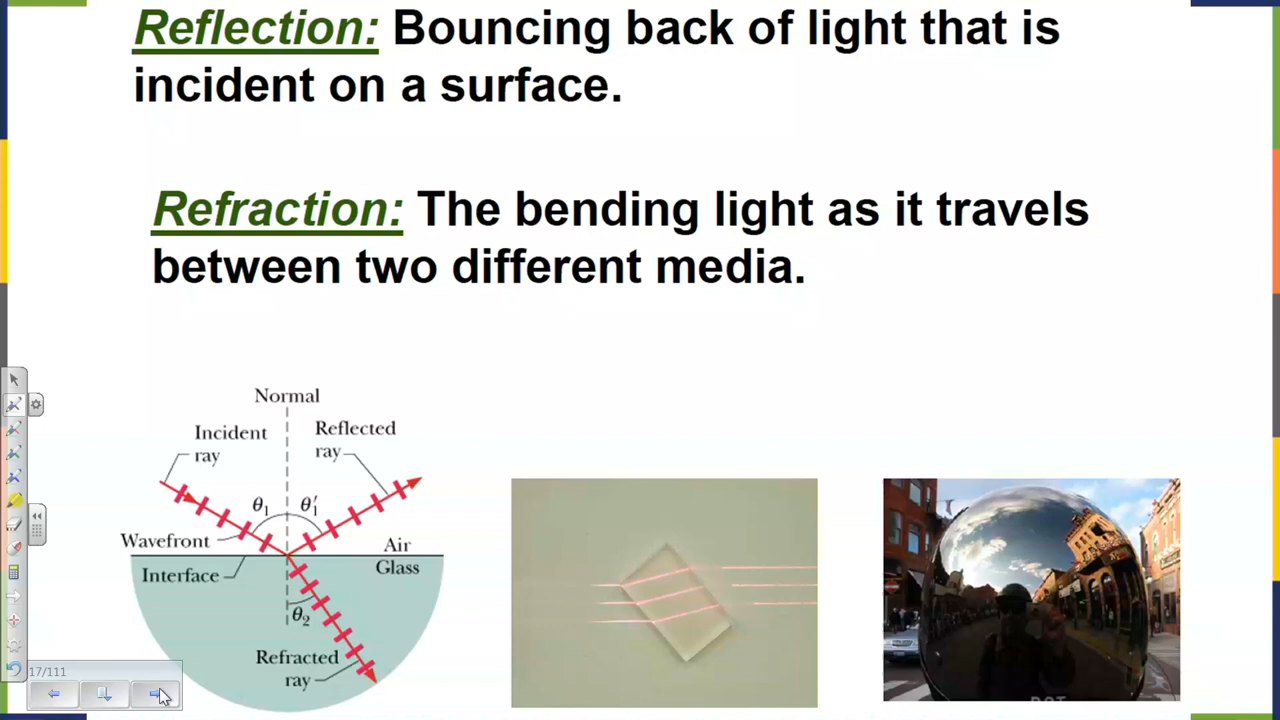 Reflection: Bouncing back of light that is
incident on a surface.
Refraction: The bending light as it travels
between two different media.
Normal
Incident
ray
Reflected
ray
θ1
θ′1
Wavefront
Air
Interface
Glass
θ2
Refracted
ray
17/111